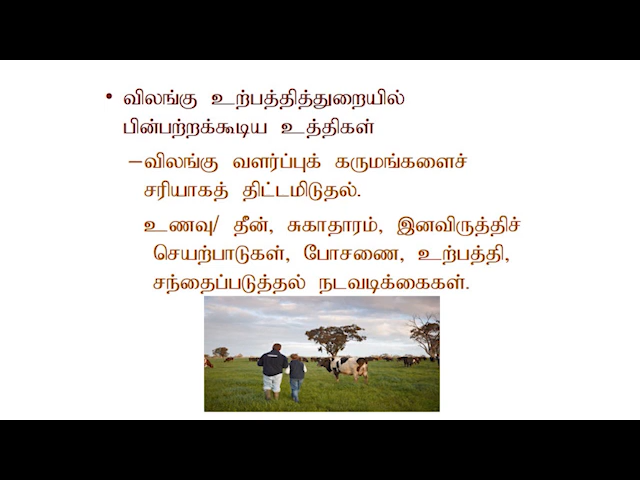 • விலங்கு உற்பத்தித்துறையில்
பின்பற்றக்கூடிய உத்திகள்
–விலங்கு வளர்ப்புக் கருமங்களைச்
சரியாகத் திட்டமிடுதல்.
உணவு/ தீன், சுகாதாரம், இனவிருத்திச்
செயற்பாடுகள், போசணை, உற்பத்தி,
சந்தைப்படுத்தல் நடவடிக்கைகள்.